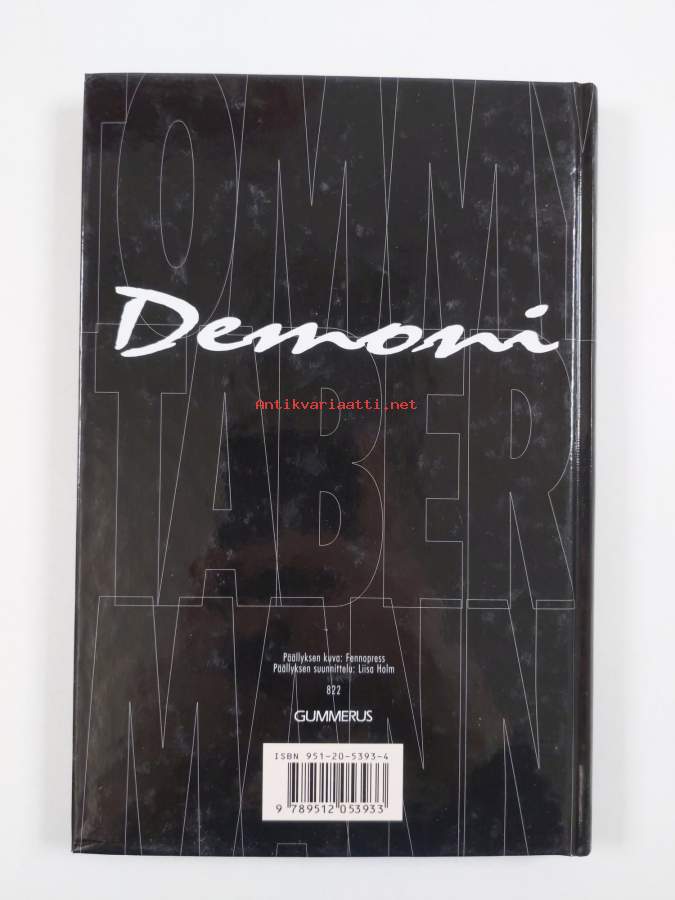 TOMMY
Demoni
Antikvariaatti.net
TABER
MANN
Päällyksen kuva: Fennopress
Päällyksen suunnittelu: Liisa Holm
822
GUMMERUS
ISBN 951-20-5393-4
9 789512 053933